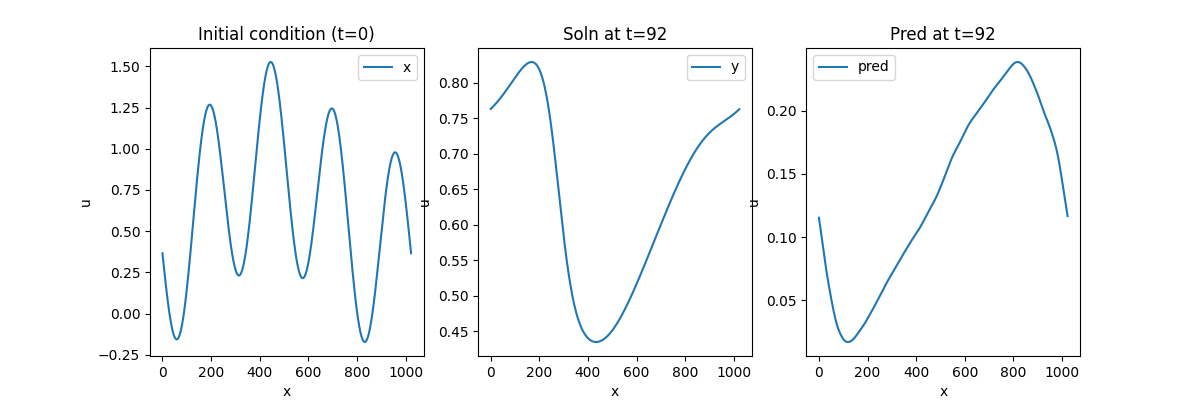 Initial condition (t=0)
x
u
1.50
1.25
1.00
0.75
0.50
0.25
0.00
−0.25
0 200 400 600 800 1000
x
Soln at t=92
y
u
0.80
0.75
0.70
0.65
0.60
0.55
0.50
0.45
0 200 400 600 800 1000
x
Pred at t=92
pred
u
0.20
0.15
0.10
0.05
0 200 400 600 800 1000
x